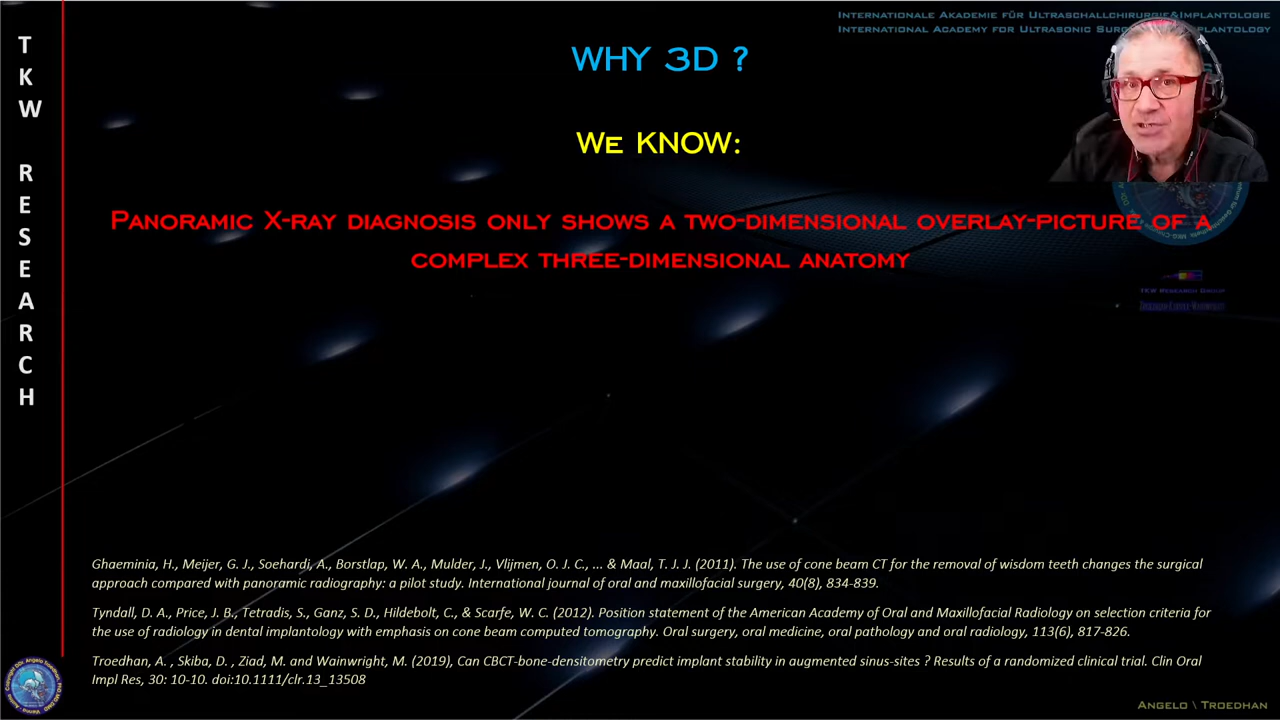 INTERNATIONALE AKADEMIE FÜR ULTRASCHALLCHIRURGIE&IMPLANTOLOGIE
INTERNATIONAL ACADEMY FOR ULTRASONIC SURG
PLANTOLOGY
TKW RESEARCH
WHY 3D ?
WE KNOW:
PANORAMIC X-RAY DIAGNOSIS ONLY SHOWS A TWO-DIMENSIONAL OVERLAY-PICTURE OF A
COMPLEX THREE-DIMENSIONAL ANATOMY
TKW RESEARCH GROUP
Ghaeminia, H., Meijer, G. J., Soehardi, A., Borstlap, W. A., Mulder, J., Vlijmen, O. J. C., ... & Maal, T. J. J. (2011). The use of cone beam CT for the removal of wisdom teeth changes the surgical
approach compared with panoramic radiography: a pilot study. International journal of oral and maxillofacial surgery, 40(8), 834-839.
Tyndall, D. A., Price, J. B., Tetradis, S., Ganz, S. D., Hildebolt, C., & Scarfe, W. C. (2012). Position statement of the American Academy of Oral and Maxillofacial Radiology on selection criteria for
the use of radiology in dental implantology with emphasis on cone beam computed tomography. Oral surgery, oral medicine, oral pathology and oral radiology, 113(6), 817-826.
Troedhan, A. , Skiba, D. , Ziad, M. and Wainwright, M. (2019), Can CBCT-bone-densitometry predict implant stability in augmented sinus-sites ? Results of a randomized clinical trial. Clin Oral
Impl Res, 30: 10-10. doi:10.1111/clr.13_13508
ANGELO \ TROEDHAN